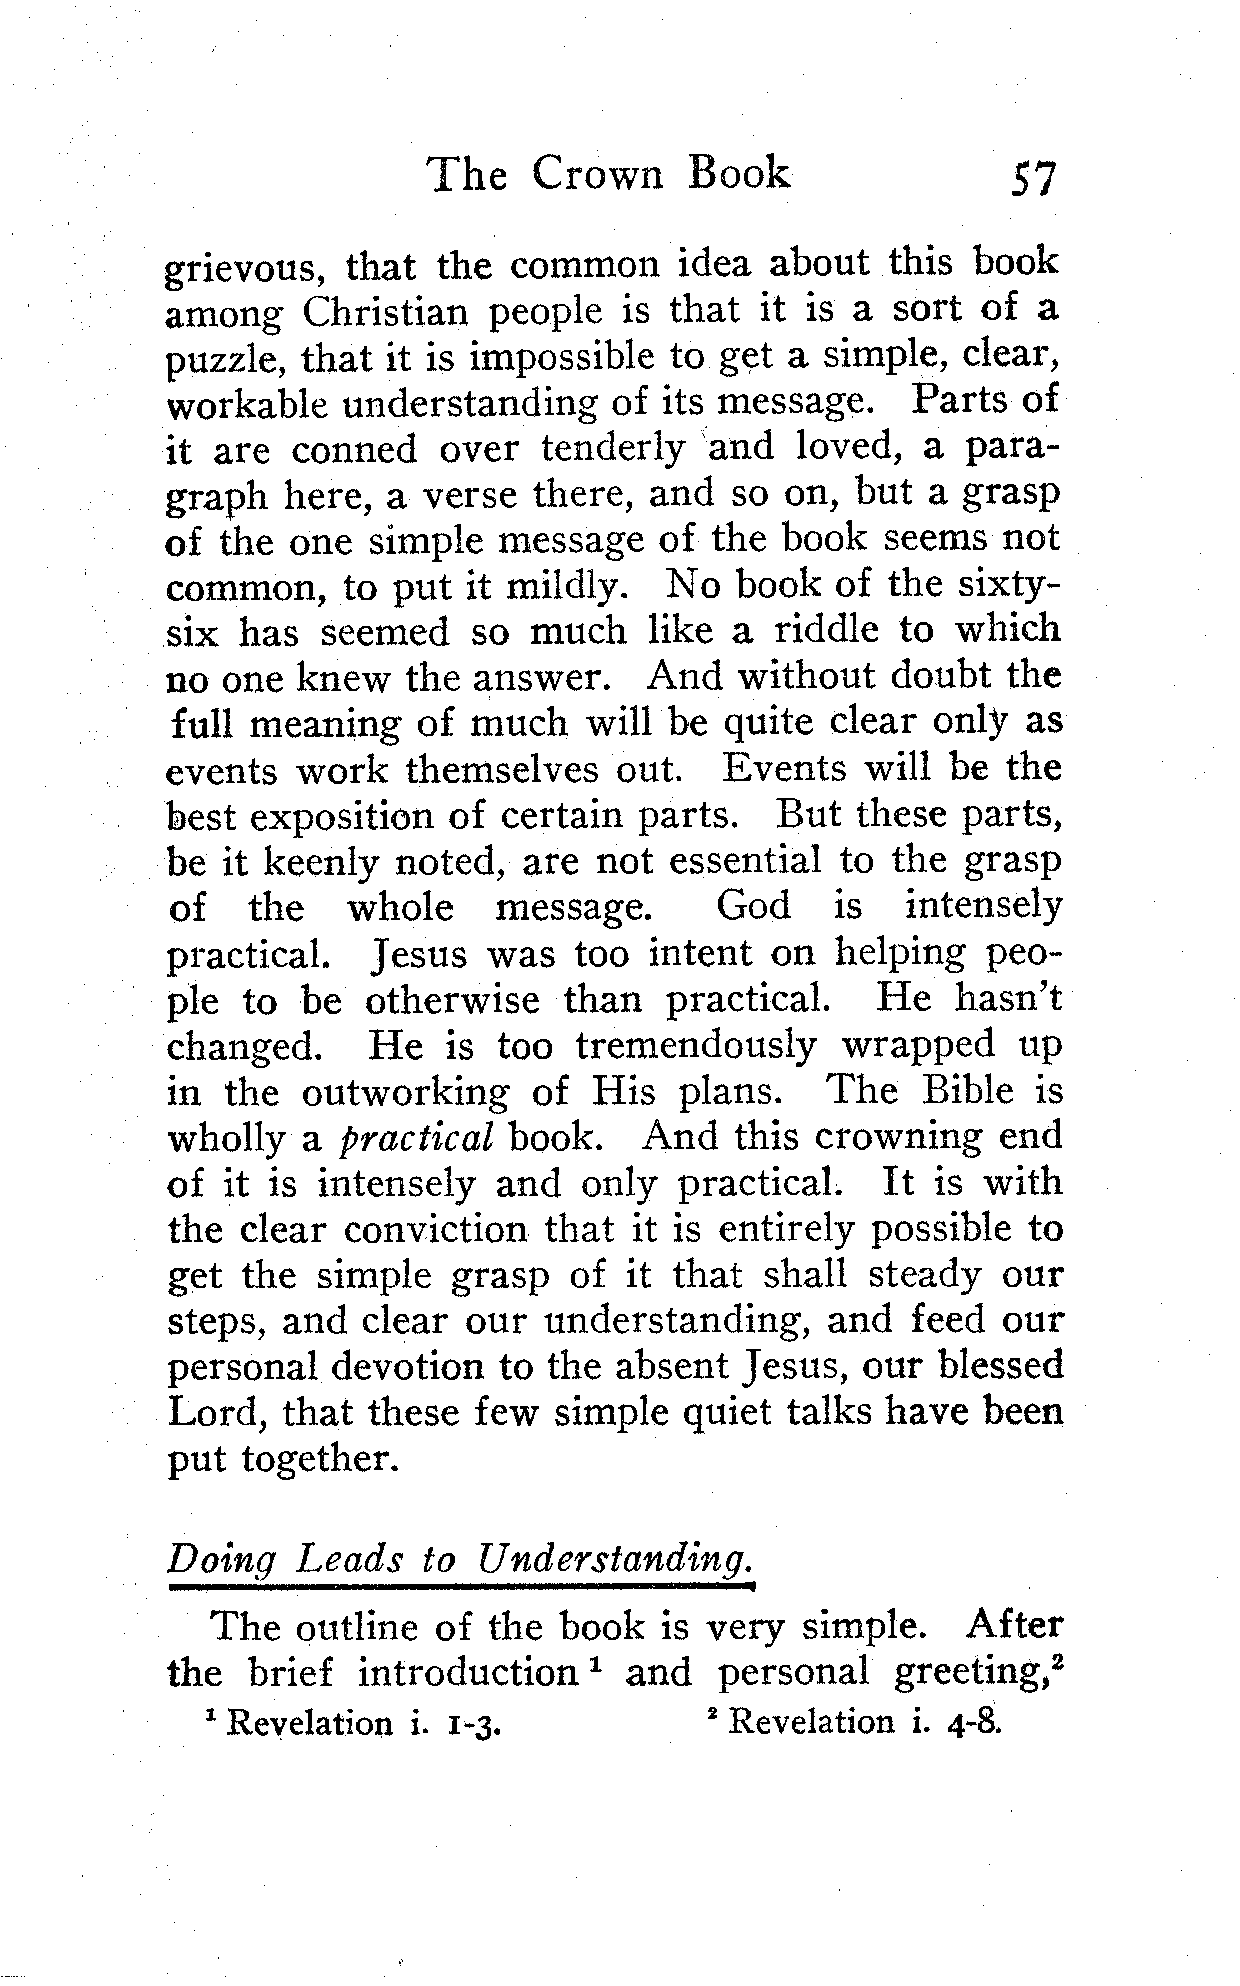 The Crown Book 57
grievous, that the common idea about this book
among Christian people is that it is a sort of a
puzzle, that it is impossible to get a simple, clear,
workable understanding of its message. Parts of
it are conned over tenderly and loved, a para-
graph here, a verse there, and so on, but a grasp
of the one simple message of the book seems not
common, to put it mildly. No book of the sixty-
six has seemed so much like a riddle to which
no one knew the answer. And without doubt the
full meaning of much will be quite clear only as
events work themselves out. Events will be the
best exposition of certain parts. But these parts,
be it keenly noted, are not essential to the grasp
of the whole message. God is intensely
practical. Jesus was too intent on helping peo-
ple to be otherwise than practical. He hasn't
changed. He is too tremendously wrapped up
in the outworking of His plans. The Bible is
wholly a practical book. And this crowning end
of it is intensely and only practical. It is with
the clear conviction that it is entirely possible to
get the simple grasp of it that shall steady our
steps, and clear our understanding, and feed our
personal devotion to the absent Jesus, our blessed
Lord, that these few simple quiet talks have been
put together.
Doing Leads to Understanding.
The outline of the book is very simple. After
the brief introduction ¹ and personal greeting,²
¹ Revelation i. 1-3. ² Revelation i. 4-8.